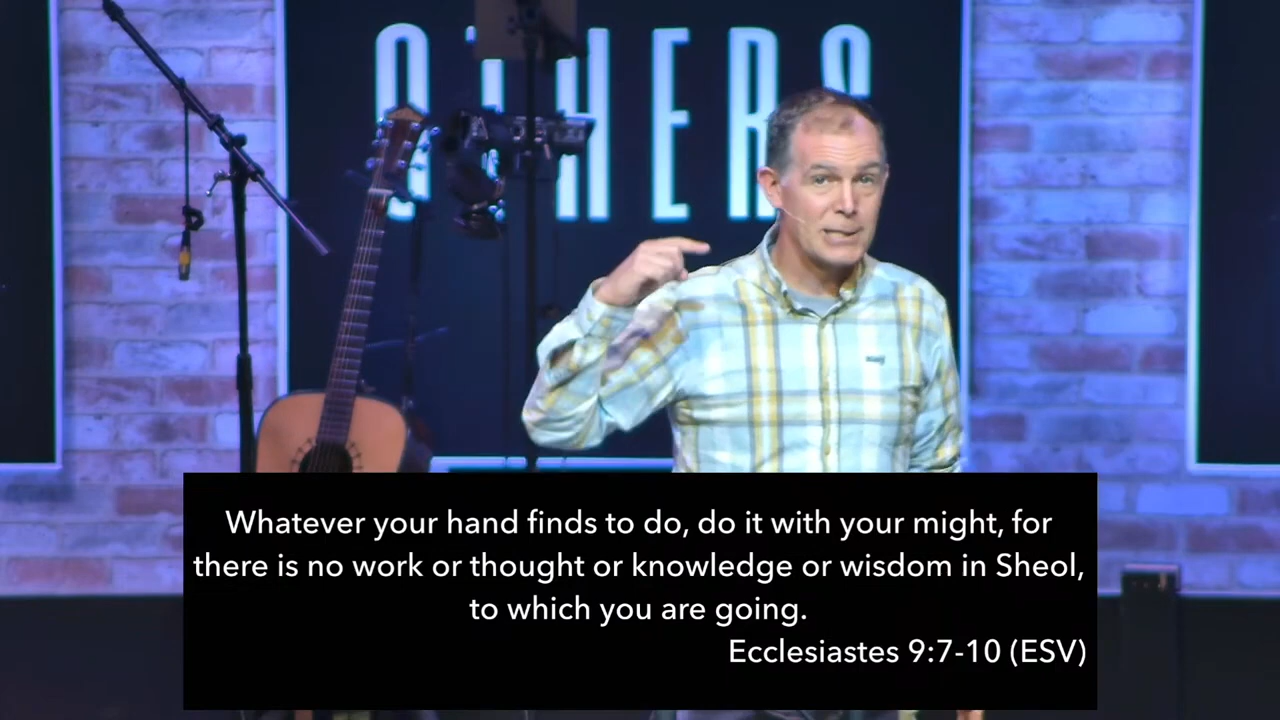 OTHERS
Whatever your hand finds to do, do it with your might, for
there is no work or thought or knowledge or wisdom in Sheol,
to which you are going.
Ecclesiastes 9:7-10 (ESV)